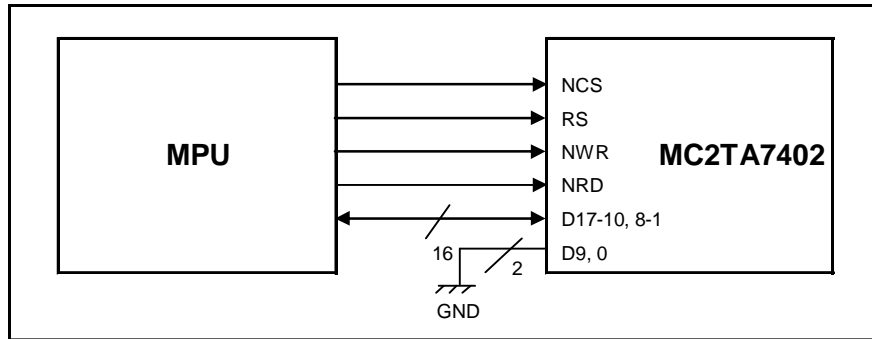 MPU
MC2TA7402
NCS
RS
NWR
NRD
D17-10, 8-1
D9, 0
16
2
GND